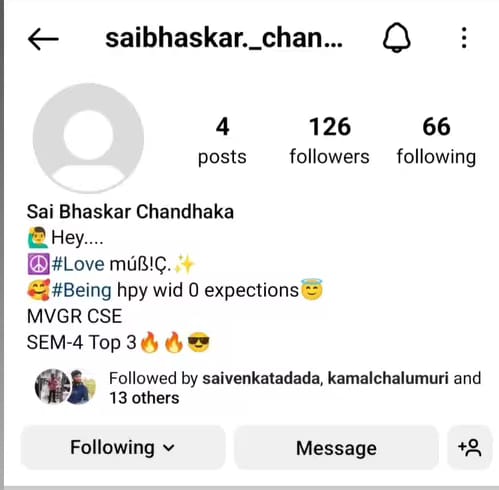 saibhaskar._chan...
4
posts
126
followers
66
following
Sai Bhaskar Chandhaka
🙋‍♂️Hey....
☮️#Love múß!Ç.✨
🥰#Being hpy wid 0 expections😇
MVGR CSE
SEM-4 Top 3🔥🔥😎
Followed by saivenkatadada, kamalchalumuri and
13 others
Following
Message